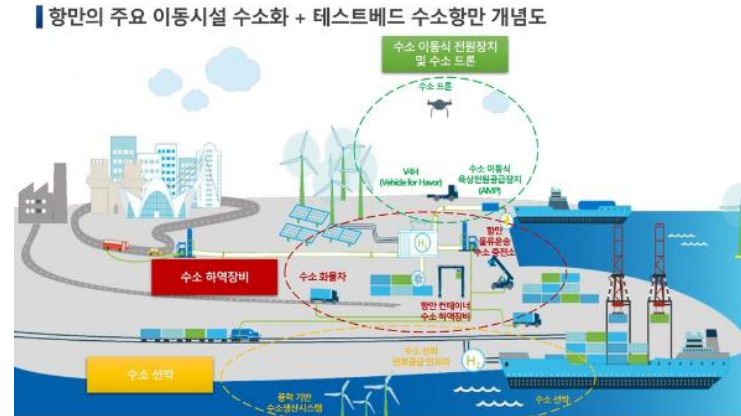 항만의 주요 이동시설 수소화 + 테스트베드 수소항만 개념도
수소 이동식 전원장치
및 수소 드론
수소 드론
V4H
(Vehicle for Havor)
수소 이동식
육상전원공급장치
(AMP)
H₂
항만
물류운송
수소 충전소
수소 하역장비
수소 화물차
항만 컨테이너
수소 하역장비
수소 선박
수소 선박
연료공급 인프라
H₂
풍력 기반
수소생산시스템
수소 선박